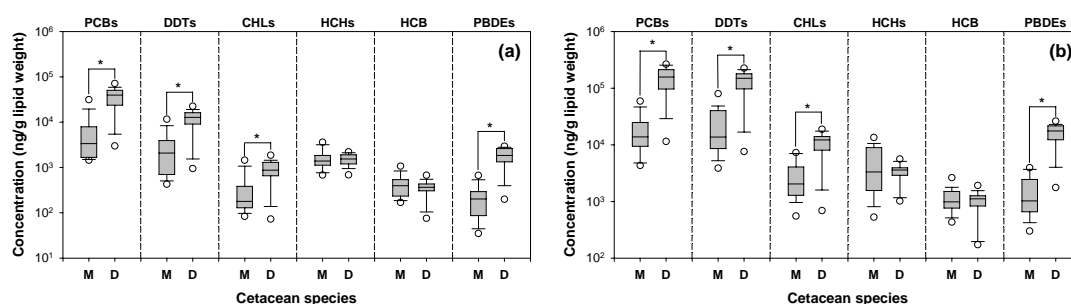 PCBs DDTs CHLs HCHs HCB PBDEs
(a)
Concentration (ng/g lipid weight)
10⁶
10⁵
10⁴
10³
10²
10¹
* * * *
M D M D M D M D M D M D
Cetacean species
PCBs DDTs CHLs HCHs HCB PBDEs
(b)
Concentration (ng/g lipid weight)
10⁶
10⁵
10⁴
10³
10²
* * * *
M D M D M D M D M D M D
Cetacean species